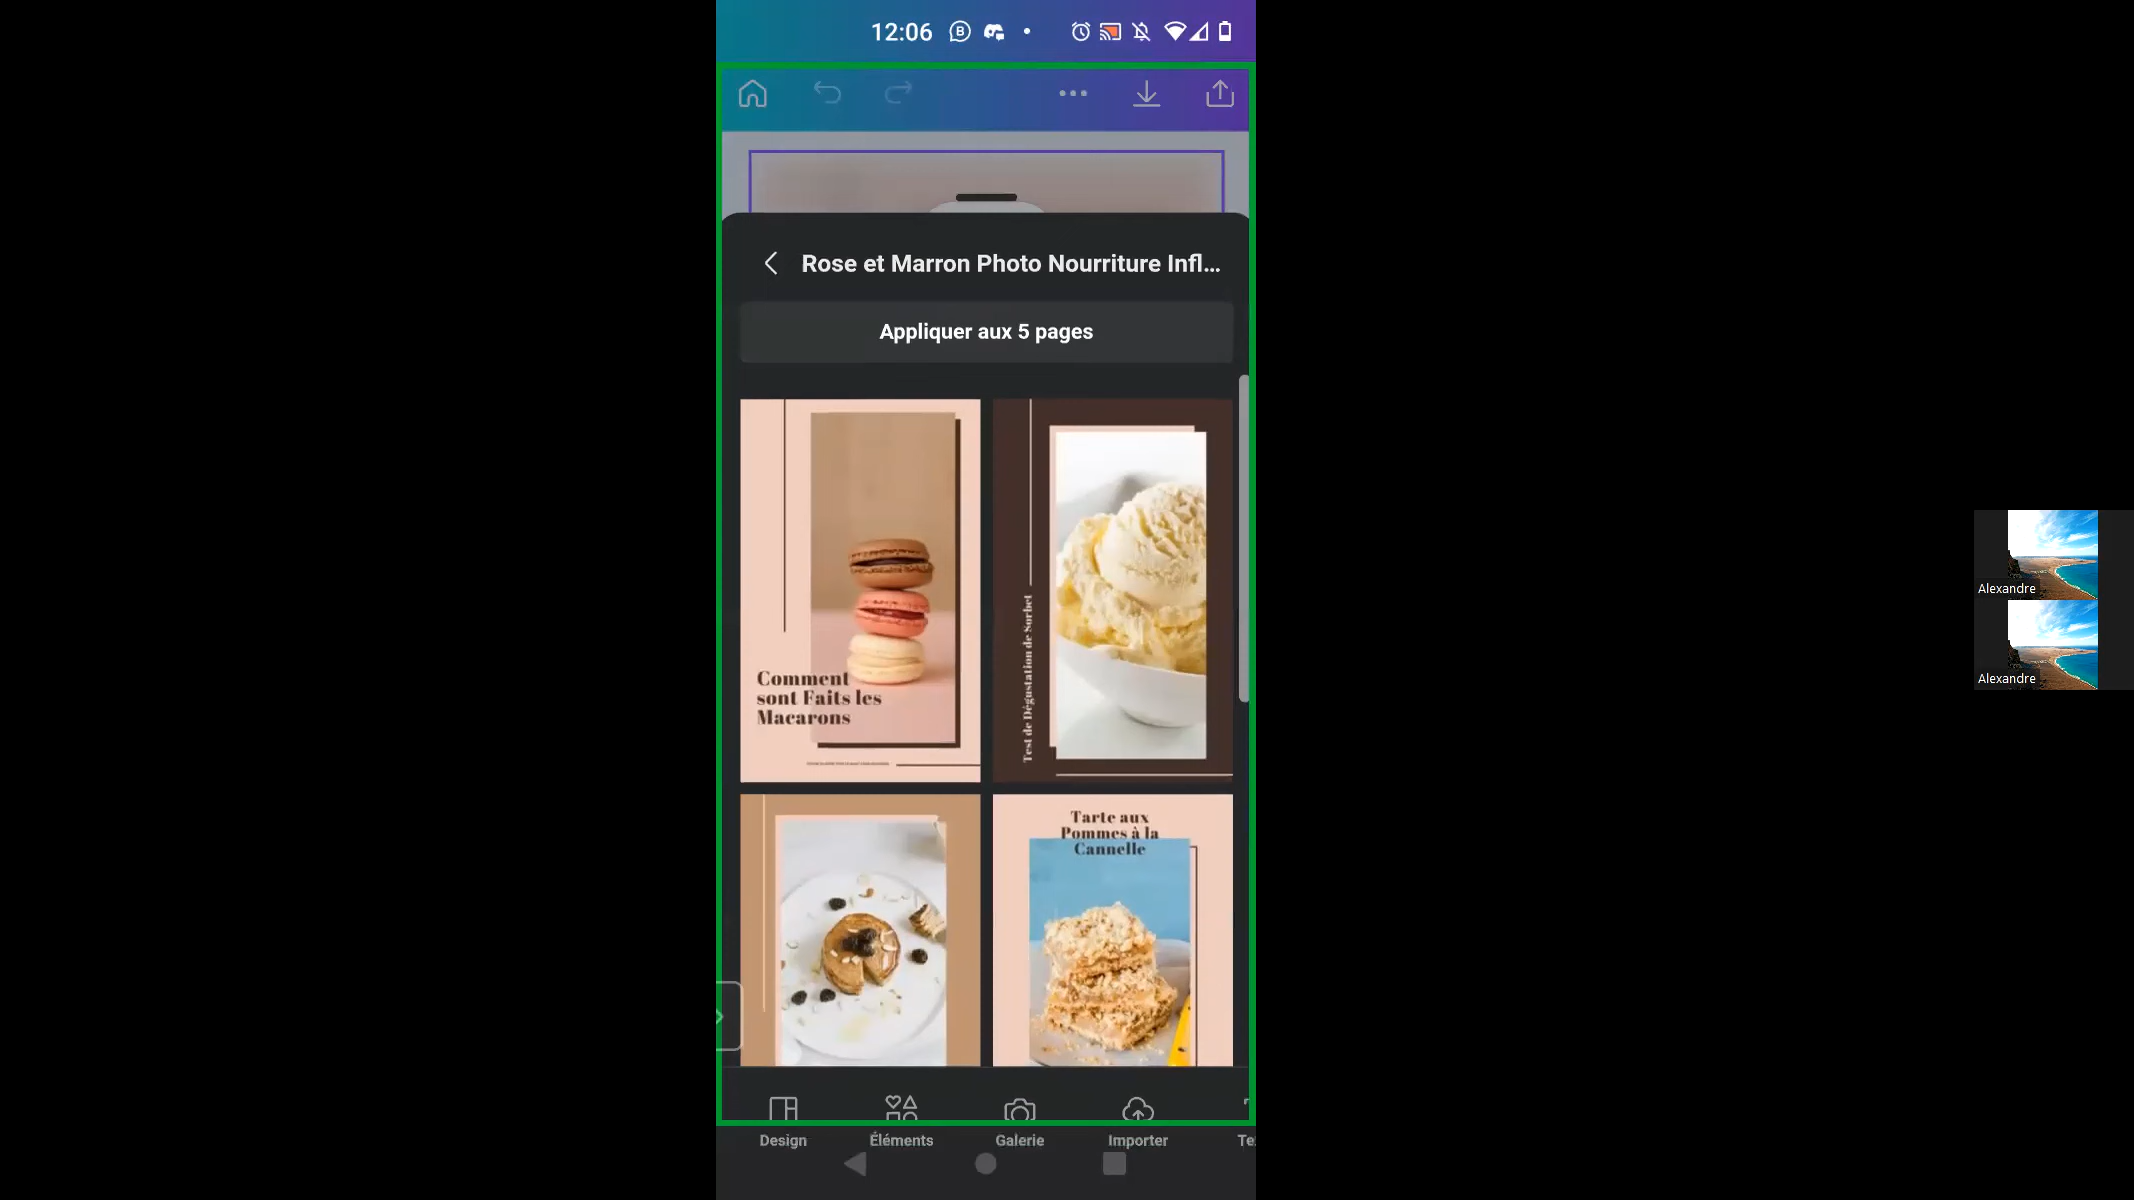 12:06
Rose et Marron Photo Nourriture Infl...
Appliquer aux 5 pages
Comment
sont Faits les
Macarons
Test de Dégustation de Sorbet
Tarte aux
Pommes à la
Cannelle
Design
Éléments
Galerie
Importer
Te
Alexandre
Alexandre